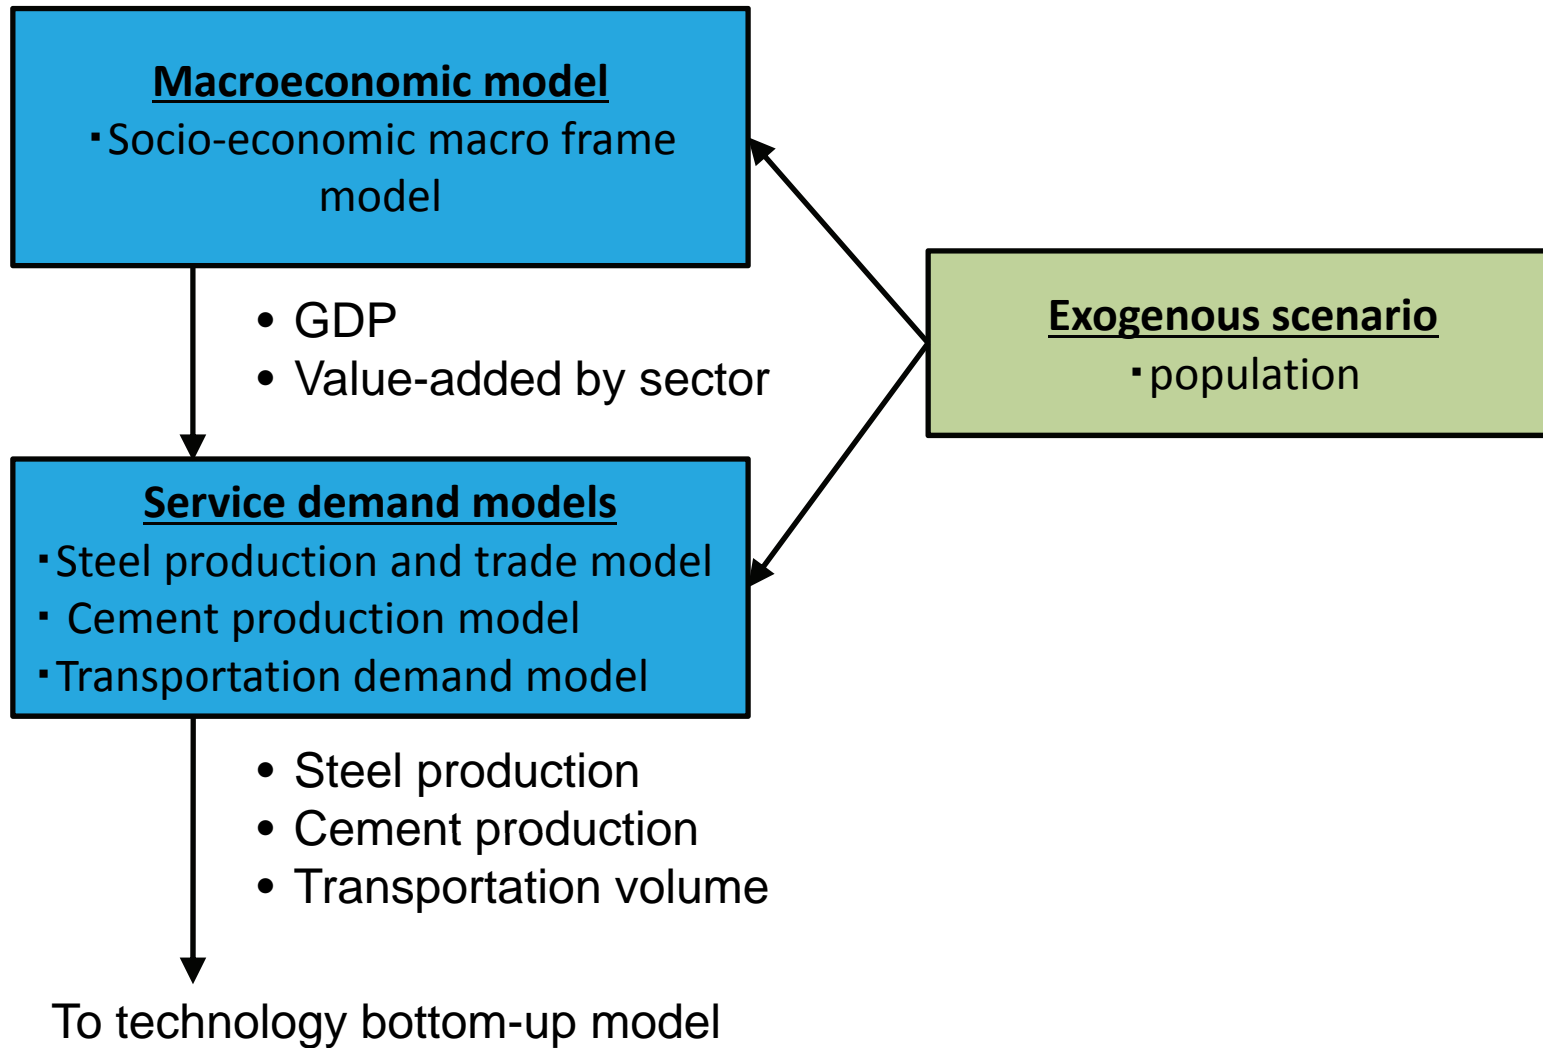 Macroeconomic model
▪Socio-economic macro frame
model
• GDP
• Value-added by sector
Exogenous scenario
▪population
Service demand models
▪Steel production and trade model
▪ Cement production model
▪Transportation demand model
• Steel production
• Cement production
• Transportation volume
To technology bottom-up model